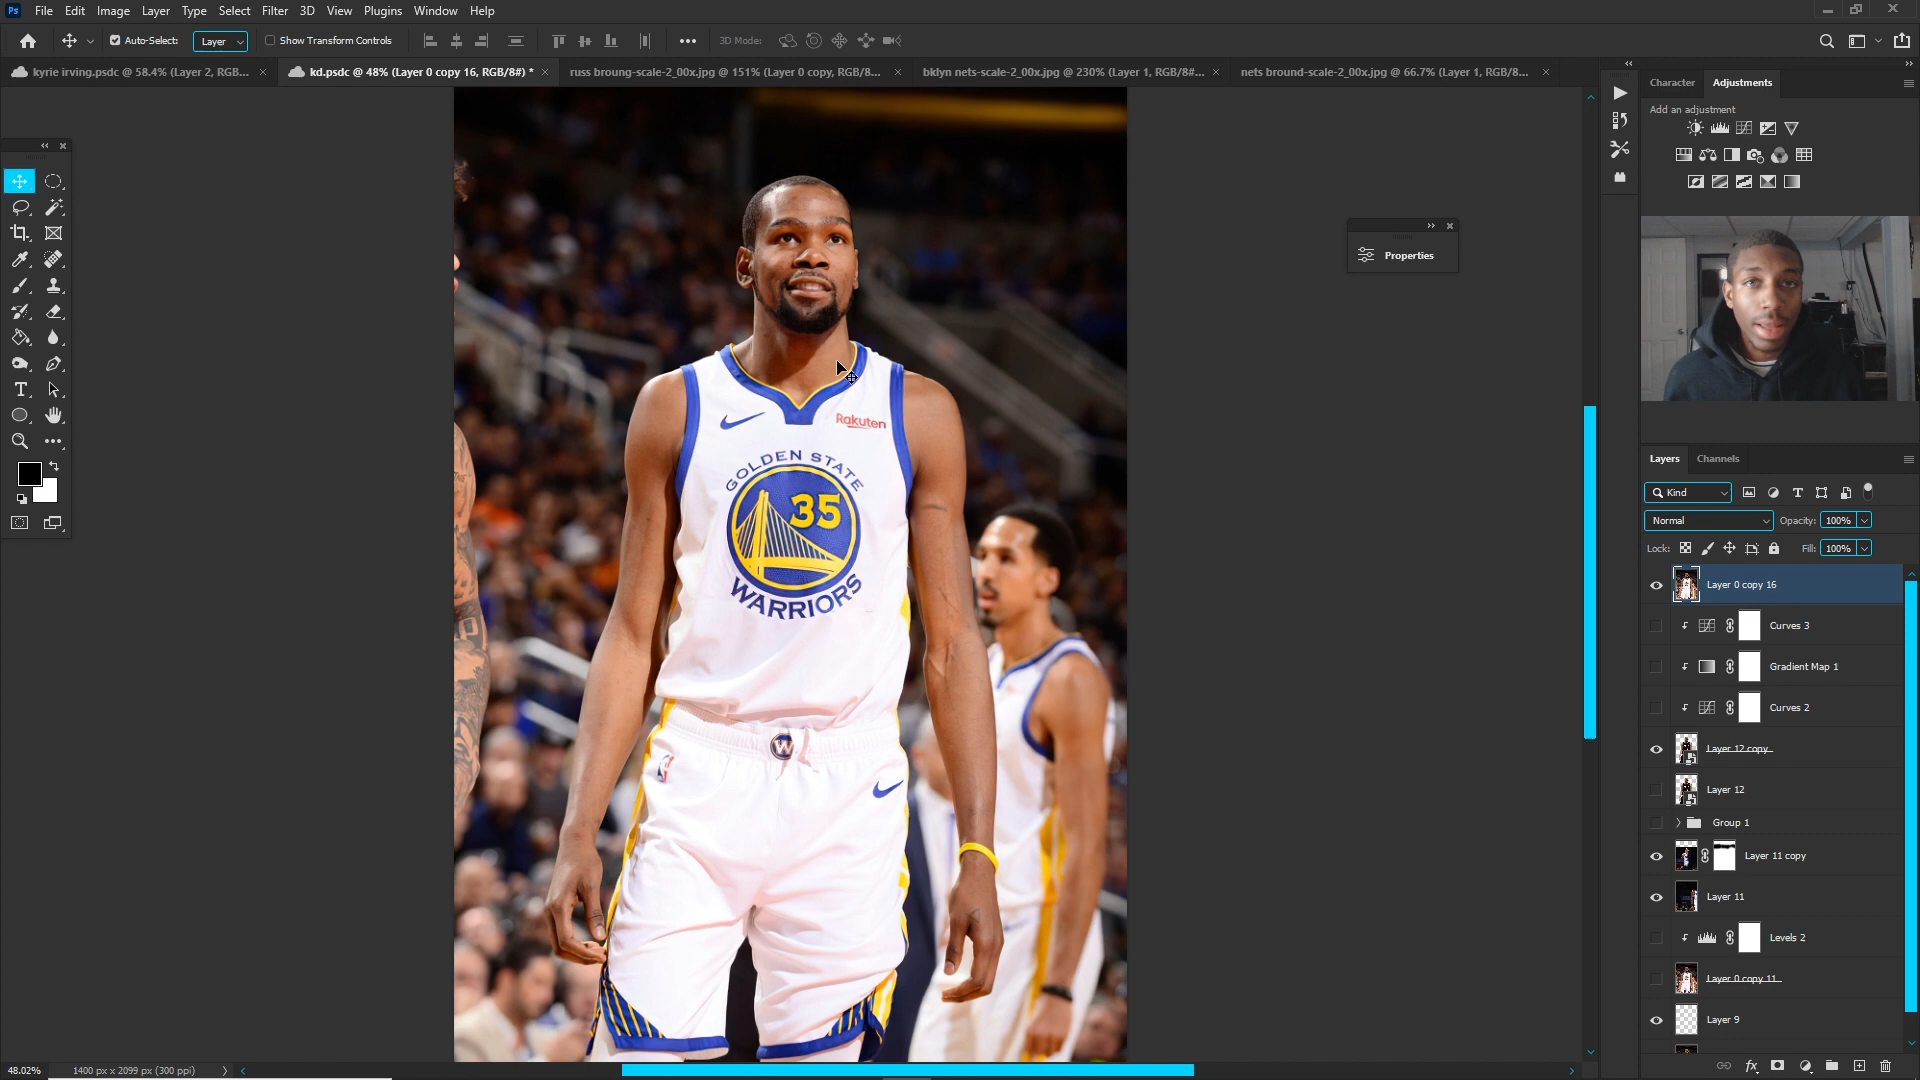 Ps File Edit Image Layer Type Select Filter 3D View Plugins Window Help
Auto-Select: Layer Show Transform Controls 3D Mode:
kyrie irving.psdc @ 58.4% (Layer 2, RGB... kd.psdc @ 48% (Layer 0 copy 16, RGB/8#) * russ broung-scale-2_00x.jpg @ 151% (Layer 0 copy, RGB/8... bklyn nets-scale-2_00x.jpg @ 230% (Layer 1, RGB/8#... nets bround-scale-2_00x.jpg @ 66.7% (Layer 1, RGB/8...
Character Adjustments
Add an adjustment
Properties
Rakuten
GOLDEN STATE
35
WARRIORS
W
Layers Channels
Kind
Normal Opacity: 100%
Lock: Fill: 100%
Layer 0 copy 16
Curves 3
Gradient Map 1
Curves 2
Layer 12 copy
Layer 12
Group 1
Layer 11 copy
Layer 11
Levels 2
Layer 0 copy 11
Layer 9
fx
48.02% 1400 px x 2099 px (300 ppi)